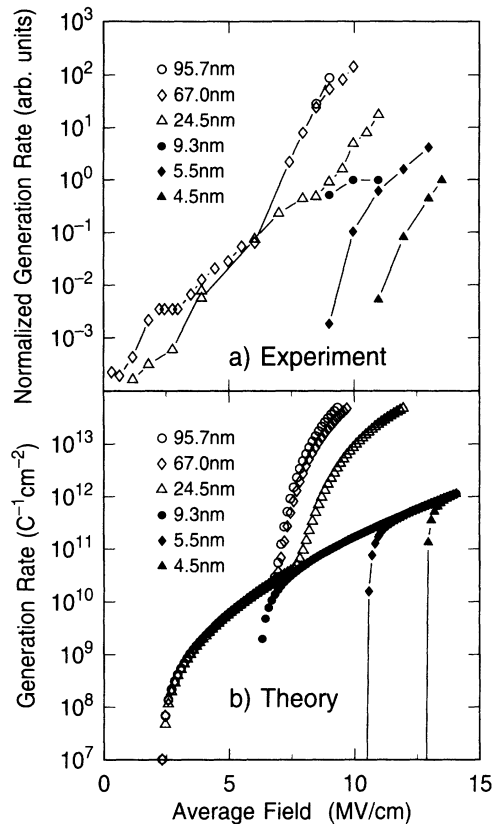 Normalized Generation Rate (arb. units)
10³
10²
10¹
10⁰
10⁻¹
10⁻²
10⁻³
○ 95.7nm
◇ 67.0nm
△ 24.5nm
● 9.3nm
◆ 5.5nm
▲ 4.5nm
a) Experiment
Generation Rate (C⁻¹cm⁻²)
10¹³
10¹²
10¹¹
10¹⁰
10⁹
10⁸
10⁷
○ 95.7nm
◇ 67.0nm
△ 24.5nm
● 9.3nm
◆ 5.5nm
▲ 4.5nm
b) Theory
0 5 10 15
Average Field (MV/cm)